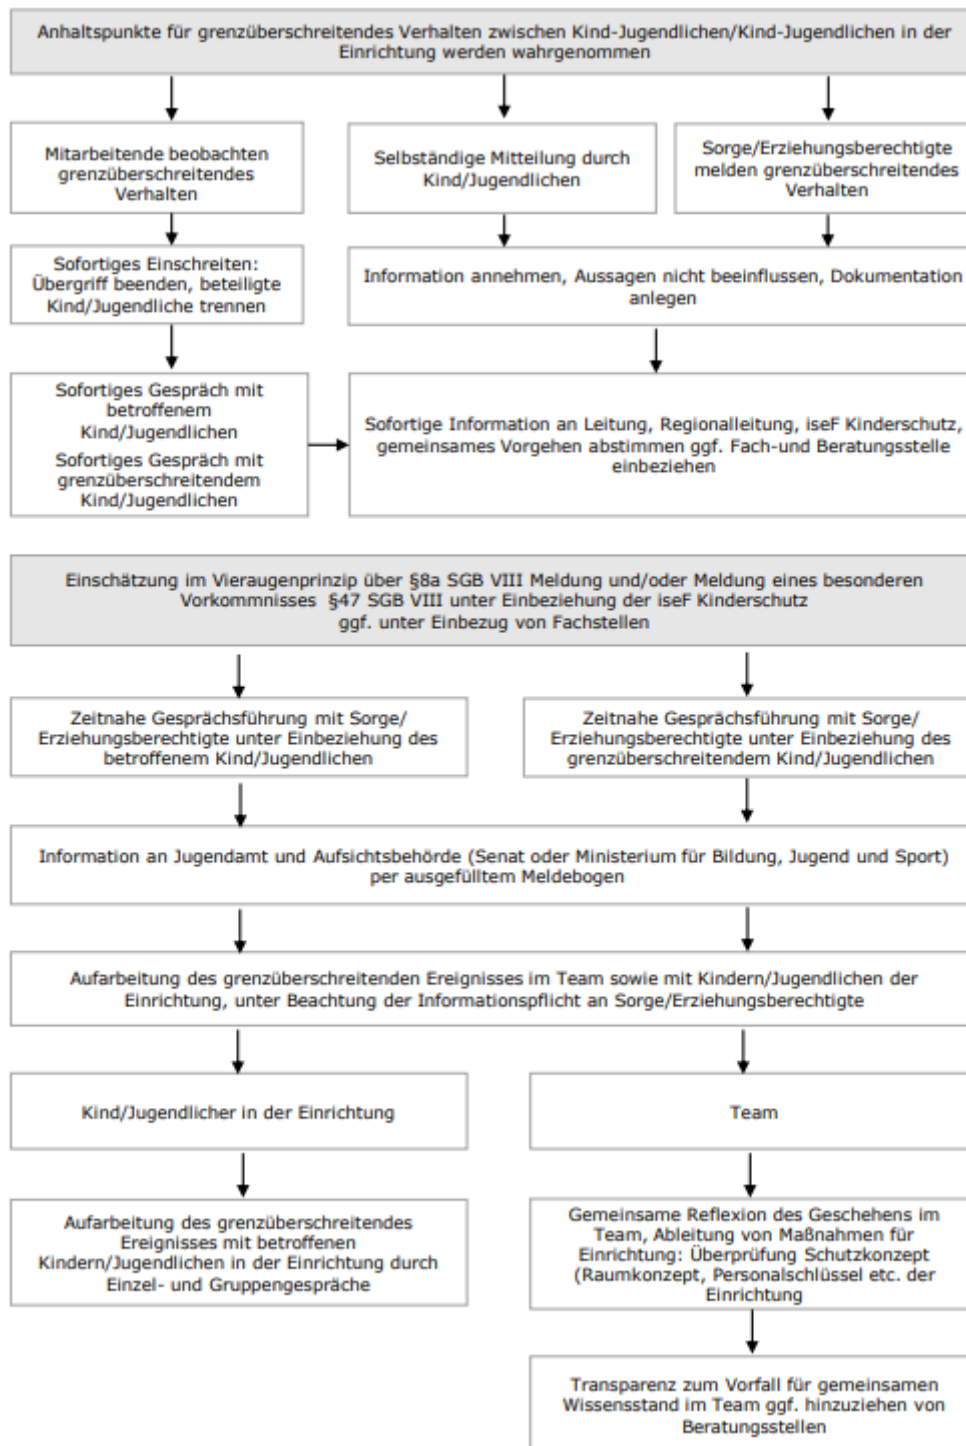 Anhaltspunkte für grenzüberschreitendes Verhalten zwischen Kind-Jugendlichen/Kind-Jugendlichen in der
Einrichtung werden wahrgenommen
Mitarbeitende beobachten
grenzüberschreitendes
Verhalten
Selbständige Mitteilung durch
Kind/Jugendlichen
Sorge/Erziehungsberechtigte
melden grenzüberschreitendes
Verhalten
Sofortiges Einschreiten:
Übergriff beenden, beteiligte
Kind/Jugendliche trennen
Information annehmen, Aussagen nicht beeinflussen, Dokumentation
anlegen
Sofortiges Gespräch mit
betroffenem
Kind/Jugendlichen
Sofortiges Gespräch mit
grenzüberschreitendem
Kind/Jugendlichen
Sofortige Information an Leitung, Regionalleitung, iseF Kinderschutz,
gemeinsames Vorgehen abstimmen ggf. Fach-und Beratungsstelle
einbeziehen
Einschätzung im Vieraugenprinzip über §8a SGB VIII Meldung und/oder Meldung eines besonderen
Vorkommnisses §47 SGB VIII unter Einbeziehung der iseF Kinderschutz
ggf. unter Einbezug von Fachstellen
Zeitnahe Gesprächsführung mit Sorge/
Erziehungsberechtigte unter Einbeziehung des
betroffenem Kind/Jugendlichen
Zeitnahe Gesprächsführung mit Sorge/
Erziehungsberechtigte unter Einbeziehung des
grenzüberschreitendem Kind/Jugendlichen
Information an Jugendamt und Aufsichtsbehörde (Senat oder Ministerium für Bildung, Jugend und Sport)
per ausgefülltem Meldebogen
Aufarbeitung des grenzüberschreitenden Ereignisses im Team sowie mit Kindern/Jugendlichen der
Einrichtung, unter Beachtung der Informationspflicht an Sorge/Erziehungsberechtigte
Kind/Jugendlicher in der Einrichtung
Team
Aufarbeitung des grenzüberschreitendes
Ereignisses mit betroffenen
Kindern/Jugendlichen in der Einrichtung durch
Einzel- und Gruppengespräche
Gemeinsame Reflexion des Geschehens im
Team, Ableitung von Maßnahmen für
Einrichtung: Überprüfung Schutzkonzept
(Raumkonzept, Personalschlüssel etc. der
Einrichtung
Transparenz zum Vorfall für gemeinsamen
Wissensstand im Team ggf. hinzuziehen von
Beratungsstellen